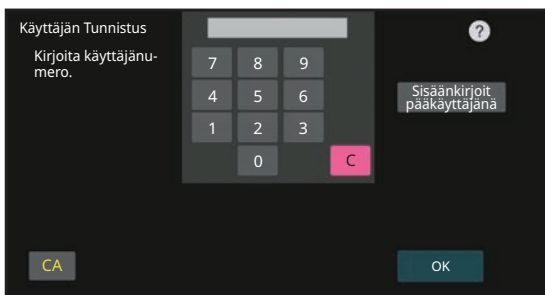 Käyttäjän Tunnistus
?
Kirjoita käyttäjänu-
mero.
7 8 9
4 5 6
1 2 3
0 C
Sisäänkirjoit
pääkäyttäjänä
CA
OK